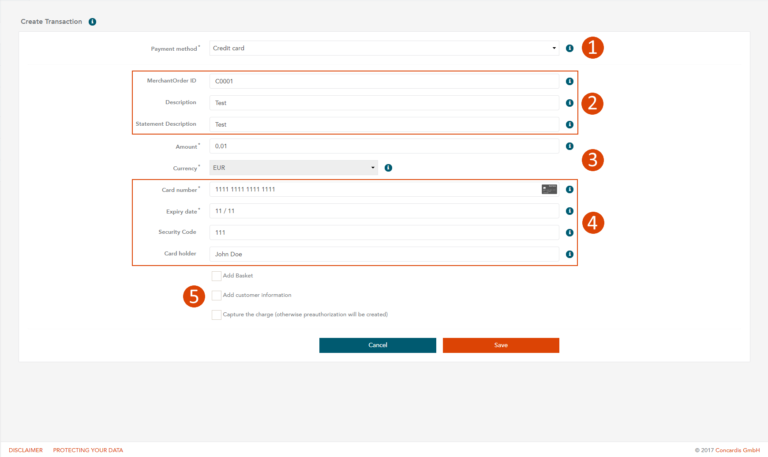 Create Transaction i
Payment method* Credit card i 1
MerchantOrder ID C0001 i
Description Test i 2
Statement Description Test i
Amount* 0,01 i
3
Currency* EUR i
Card number* 1111 1111 1111 1111 i
Expiry date* 11 / 11 i
4
Security Code 111 i
Card holder John Doe i
Add Basket
5 Add customer information
Capture the charge (otherwise preauthorization will be created)
Cancel Save
DISCLAIMER PROTECTING YOUR DATA © 2017 Concardis GmbH